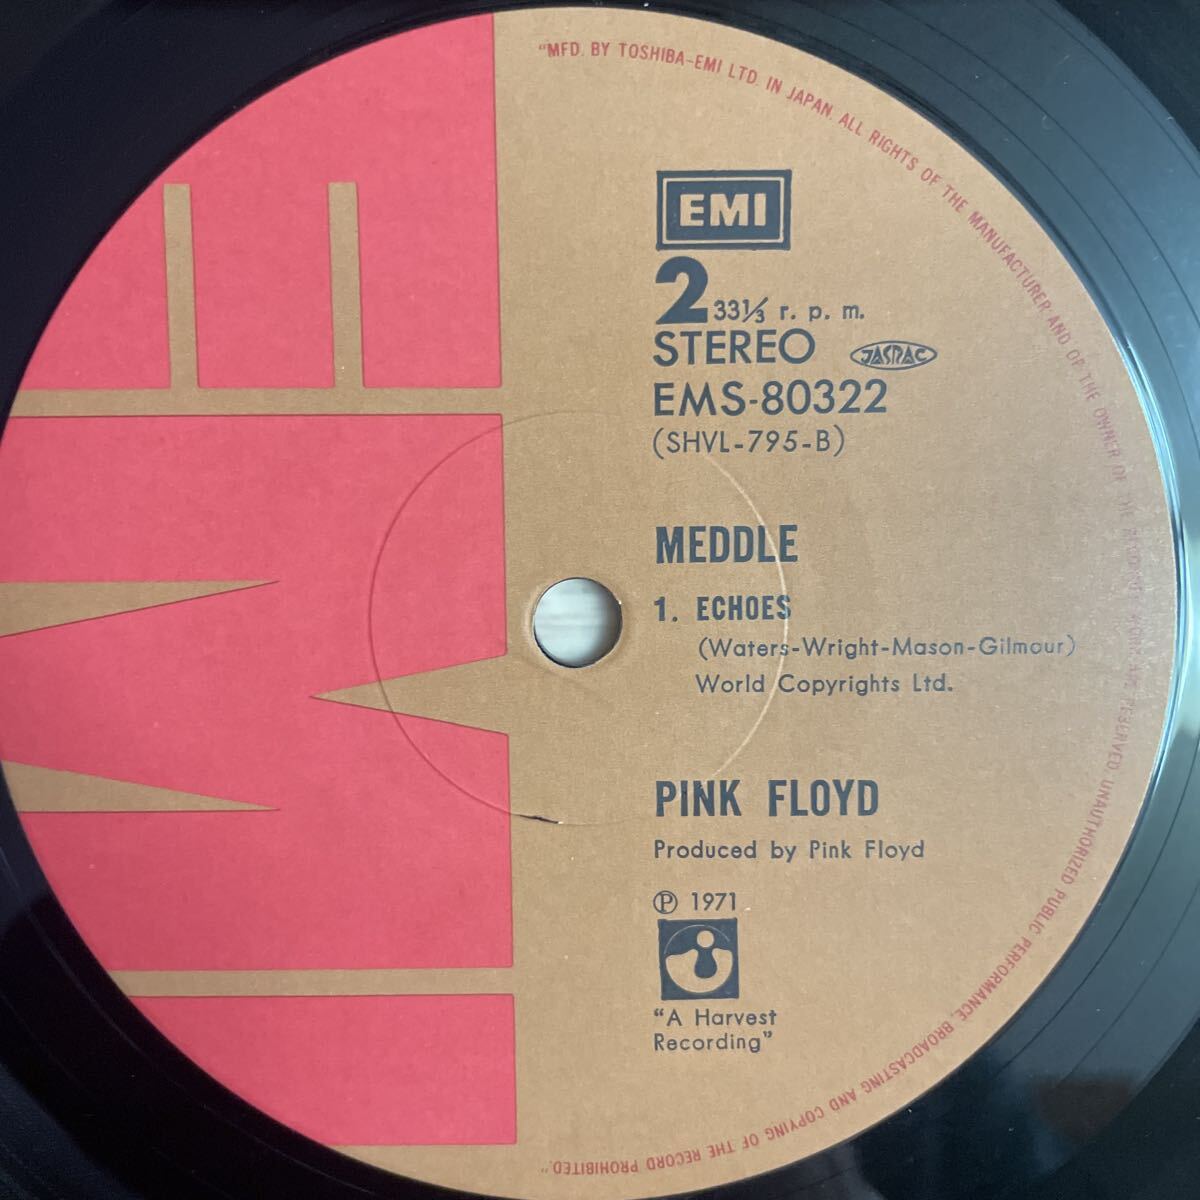 "MFD. BY TOSHIBA-EMI LTD. IN JAPAN. ALL RIGHTS OF THE MANUFACTURER AND OF THE OWNER OF THE RECORDED WORK ARE RESERVED. UNAUTHORIZED PUBLIC PERFORMANCE, BROADCASTING AND COPYING OF THE RECORD PROHIBITED."
EMI
2 33⅓ r. p. m.
STEREO JASRAC
EMS-80322
(SHVL-795-B)
MEDDLE
1. ECHOES
(Waters-Wright-Mason-Gilmour)
World Copyrights Ltd.
PINK FLOYD
Produced by Pink Floyd
Ⓟ 1971
"A Harvest
Recording"
EMI